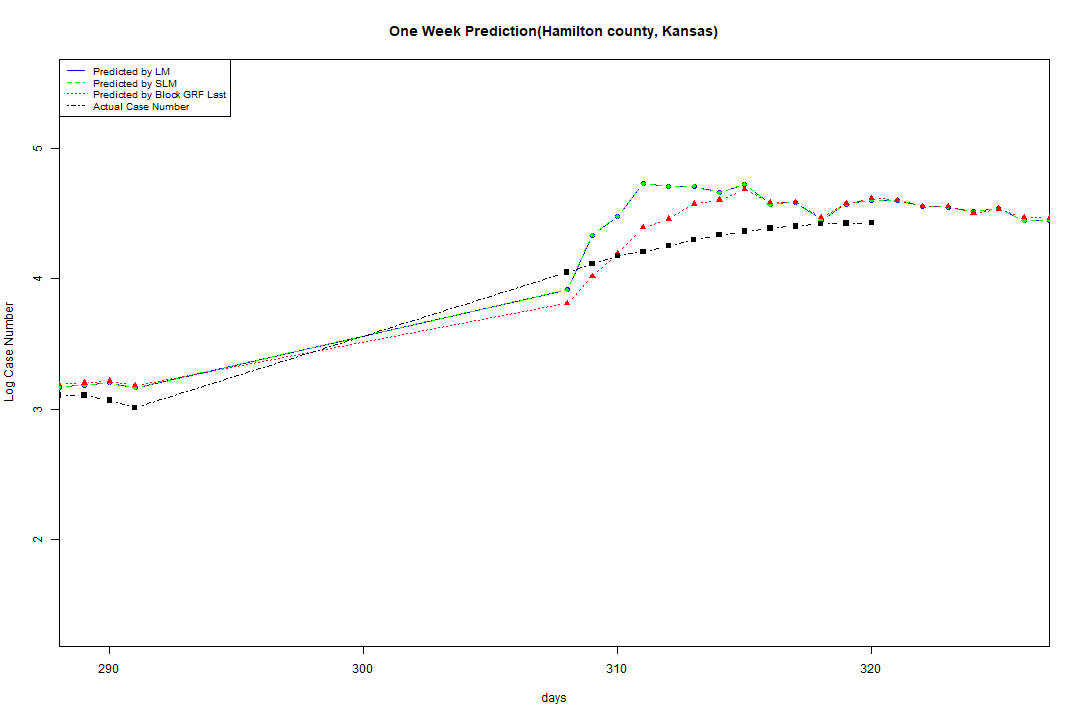 One Week Prediction(Hamilton county, Kansas)
Predicted by LM
Predicted by SLM
Predicted by Block GRF Last
Actual Case Number
5
4
3
2
Log Case Number
290 300 310 320
days